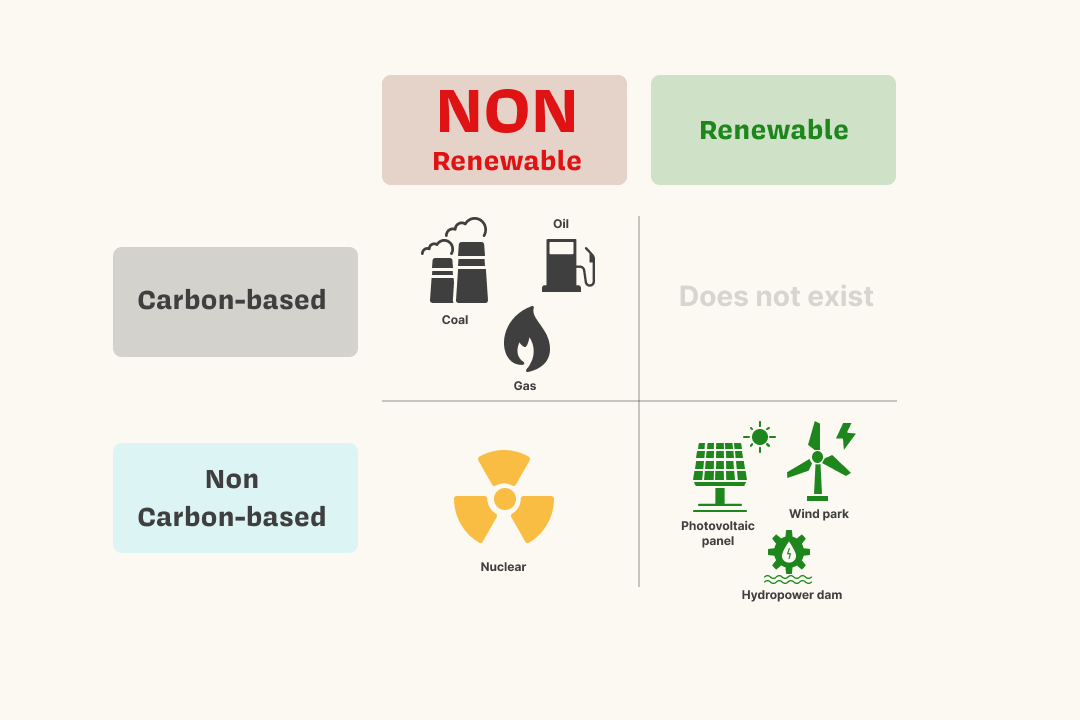 NON
Renewable
Renewable
Carbon-based
Coal
Oil
Gas
Does not exist
Non
Carbon-based
Nuclear
Photovoltaic
panel
Wind park
Hydropower dam